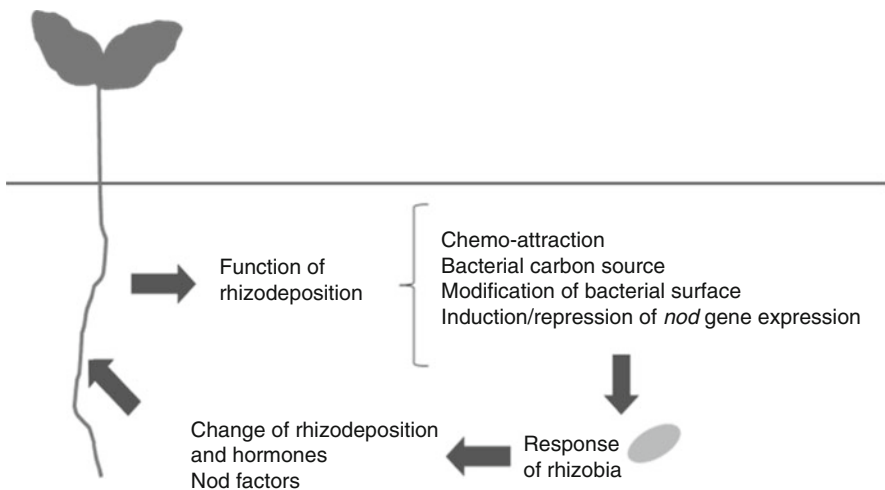 Function of
rhizodeposition
Chemo-attraction
Bacterial carbon source
Modification of bacterial surface
Induction/repression of nod gene expression
Response
of rhizobia
Change of rhizodeposition
and hormones
Nod factors